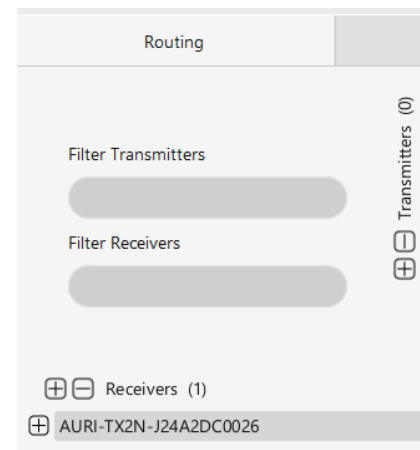 Routing
Transmitters (0)
Filter Transmitters
Filter Receivers
Receivers (1)
AURI-TX2N-J24A2DC0026